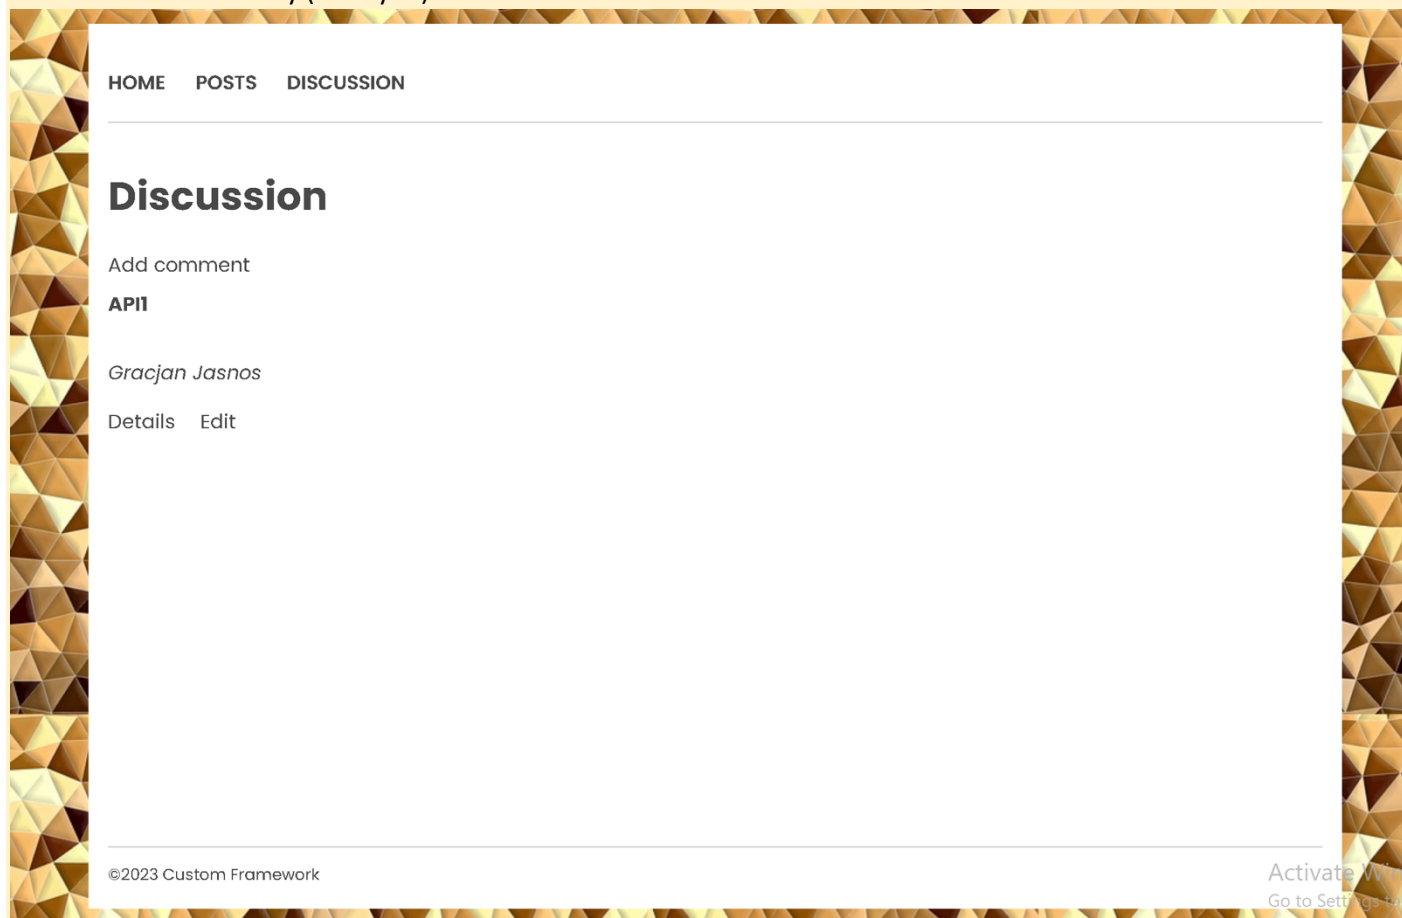 HOME POSTS DISCUSSION
Discussion
Add comment
API1
Gracjan Jasnos
Details Edit
©2023 Custom Framework
Activate
Go to